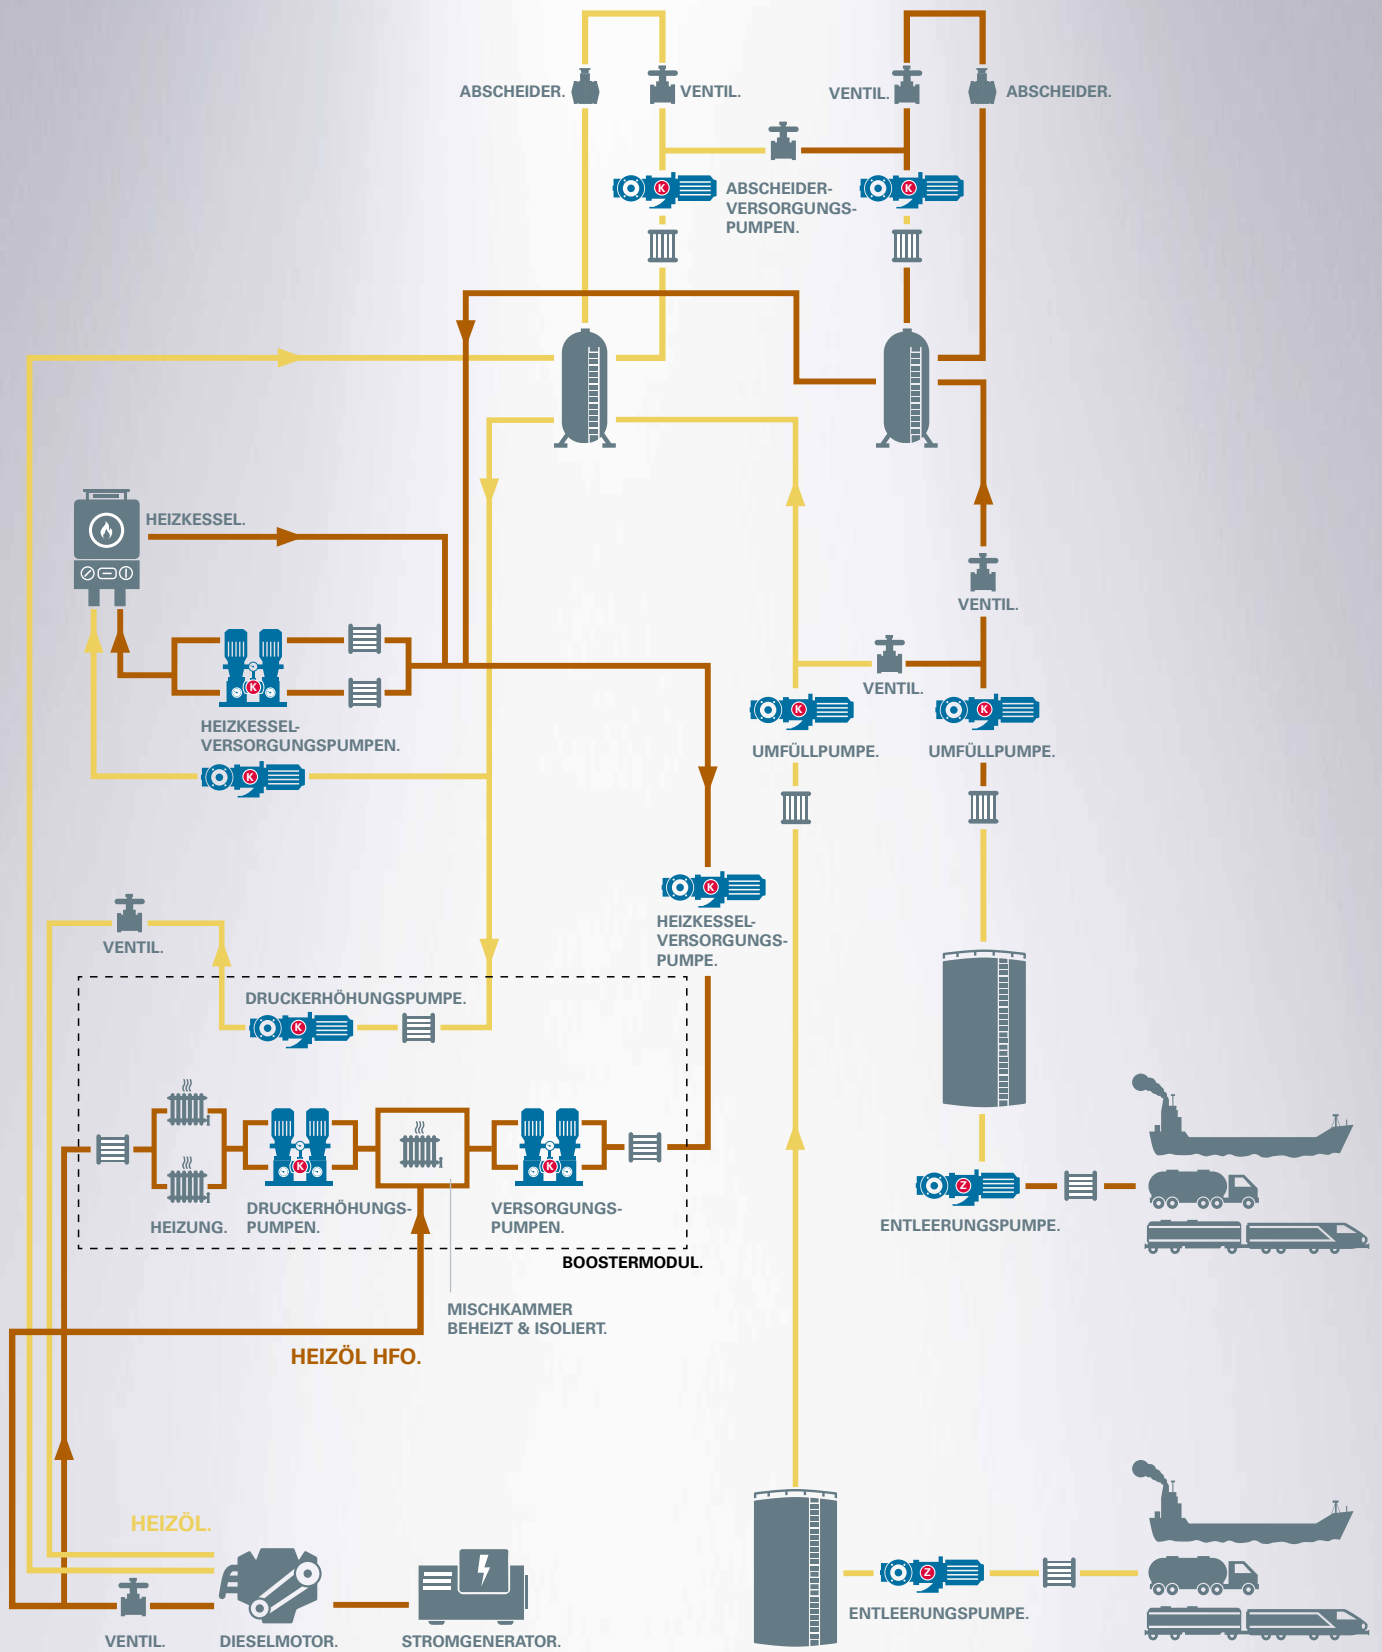 ABSCHEIDER.
VENTIL.
VENTIL.
ABSCHEIDER.
K
ABSCHEIDER-
VERSORGUNGS-
PUMPEN.
K
HEIZKESSEL.
VENTIL.
K
HEIZKESSEL-
VERSORGUNGSPUMPEN.
K
VENTIL.
K
UMFÜLLPUMPE.
K
UMFÜLLPUMPE.
K
HEIZKESSEL-
VERSORGUNGS-
PUMPE.
VENTIL.
DRUCKERHÖHUNGSPUMPE.
K
HEIZUNG.
K
DRUCKERHÖHUNGS-
PUMPEN.
K
VERSORGUNGS-
PUMPEN.
BOOSTERMODUL.
Z
ENTLEERUNGSPUMPE.
MISCHKAMMER
BEHEIZT & ISOLIERT.
HEIZÖL HFO.
HEIZÖL.
VENTIL.
DIESELMOTOR.
STROMGENERATOR.
Z
ENTLEERUNGSPUMPE.